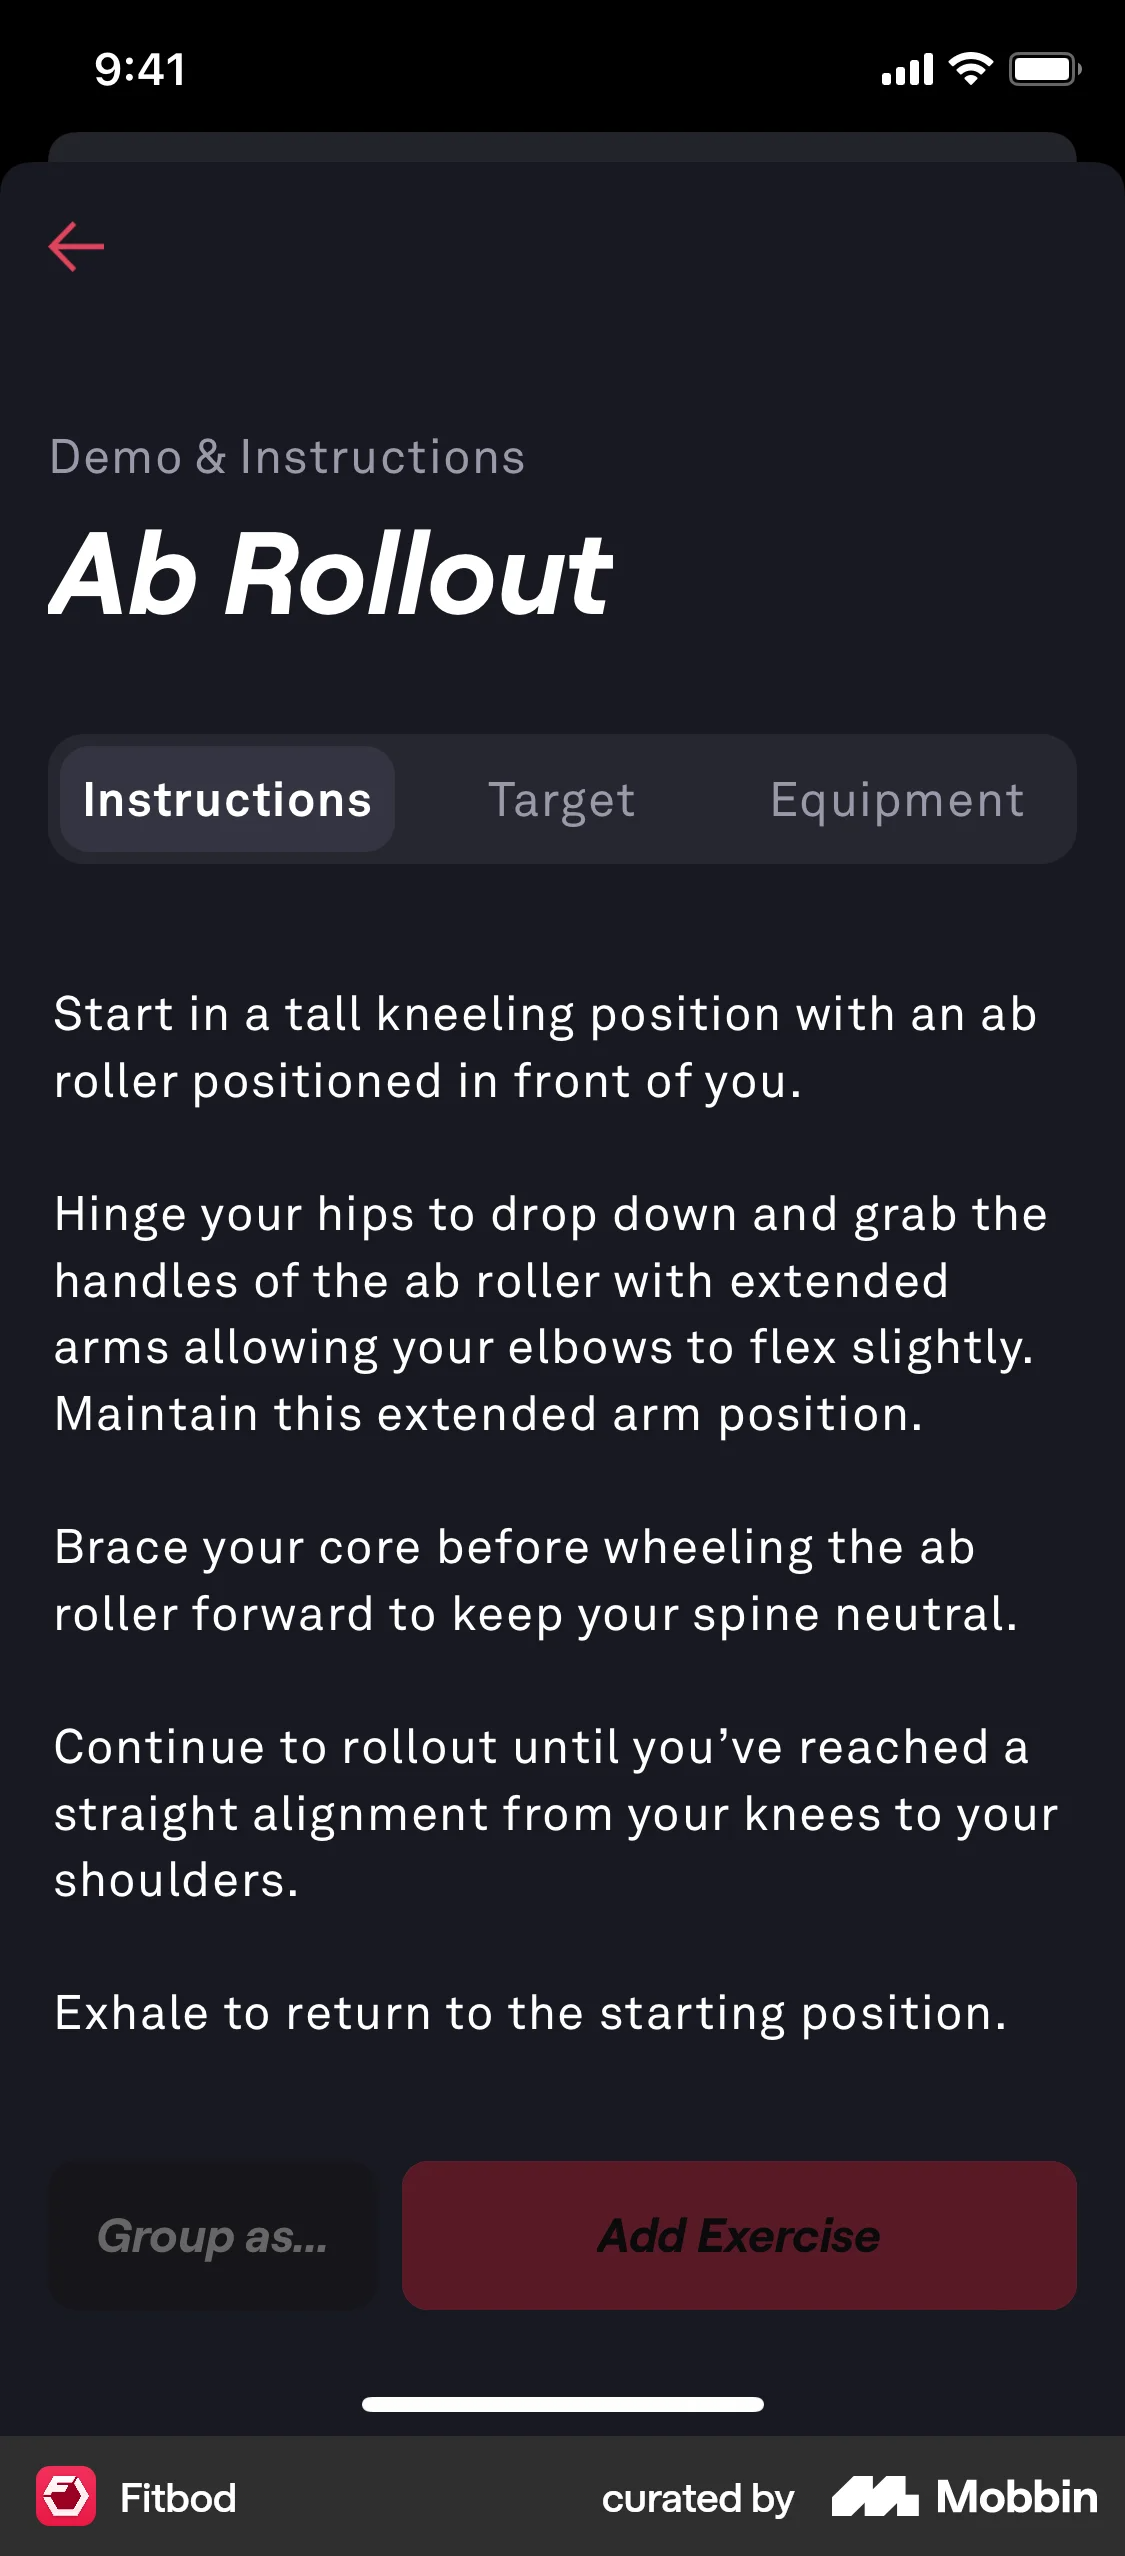 9:41
Demo & Instructions
Ab Rollout
Instructions Target Equipment
Start in a tall kneeling position with an ab
roller positioned in front of you.
Hinge your hips to drop down and grab the
handles of the ab roller with extended
arms allowing your elbows to flex slightly.
Maintain this extended arm position.
Brace your core before wheeling the ab
roller forward to keep your spine neutral.
Continue to rollout until you’ve reached a
straight alignment from your knees to your
shoulders.
Exhale to return to the starting position.
Group as... Add Exercise
Fitbod curated by Mobbin